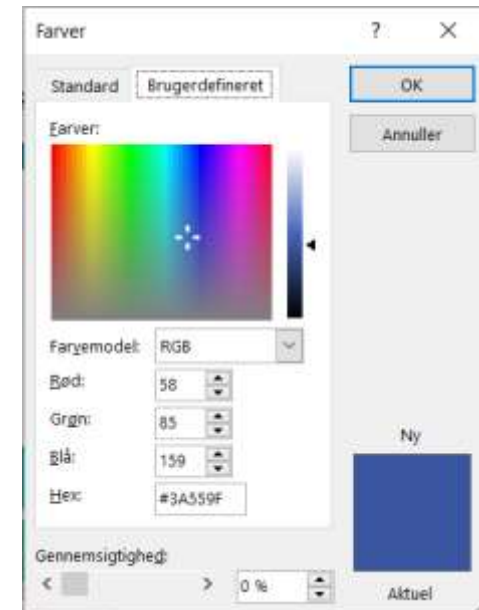 Farver ? ×
Standard Brugerdefineret
OK
Annuller
Farver:
Farvemodel: RGB
Rød: 58
Grøn: 85
Blå: 159
Hex: #3A559F
Gennemsigtighed:
< > 0 %
Ny
Aktuel